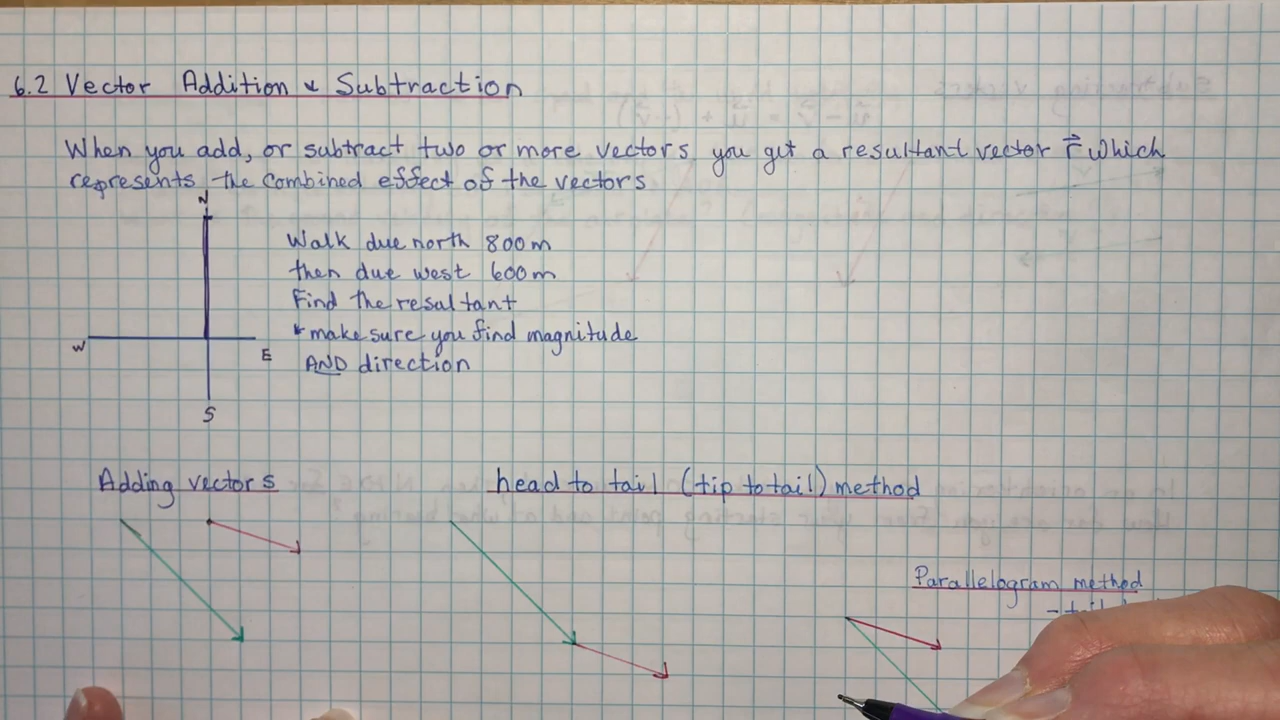 6.2 Vector Addition & Subtraction
When you add, or subtract two or more vectors you get a resultant vector r⃗ which
represents the combined effect of the vectors
N
Walk due north 800m
then due west 600m
Find the resultant
* make sure you find magnitude
W
E
AND direction
S
Adding vectors
head to tail (tip to tail) method
Parallelogram method